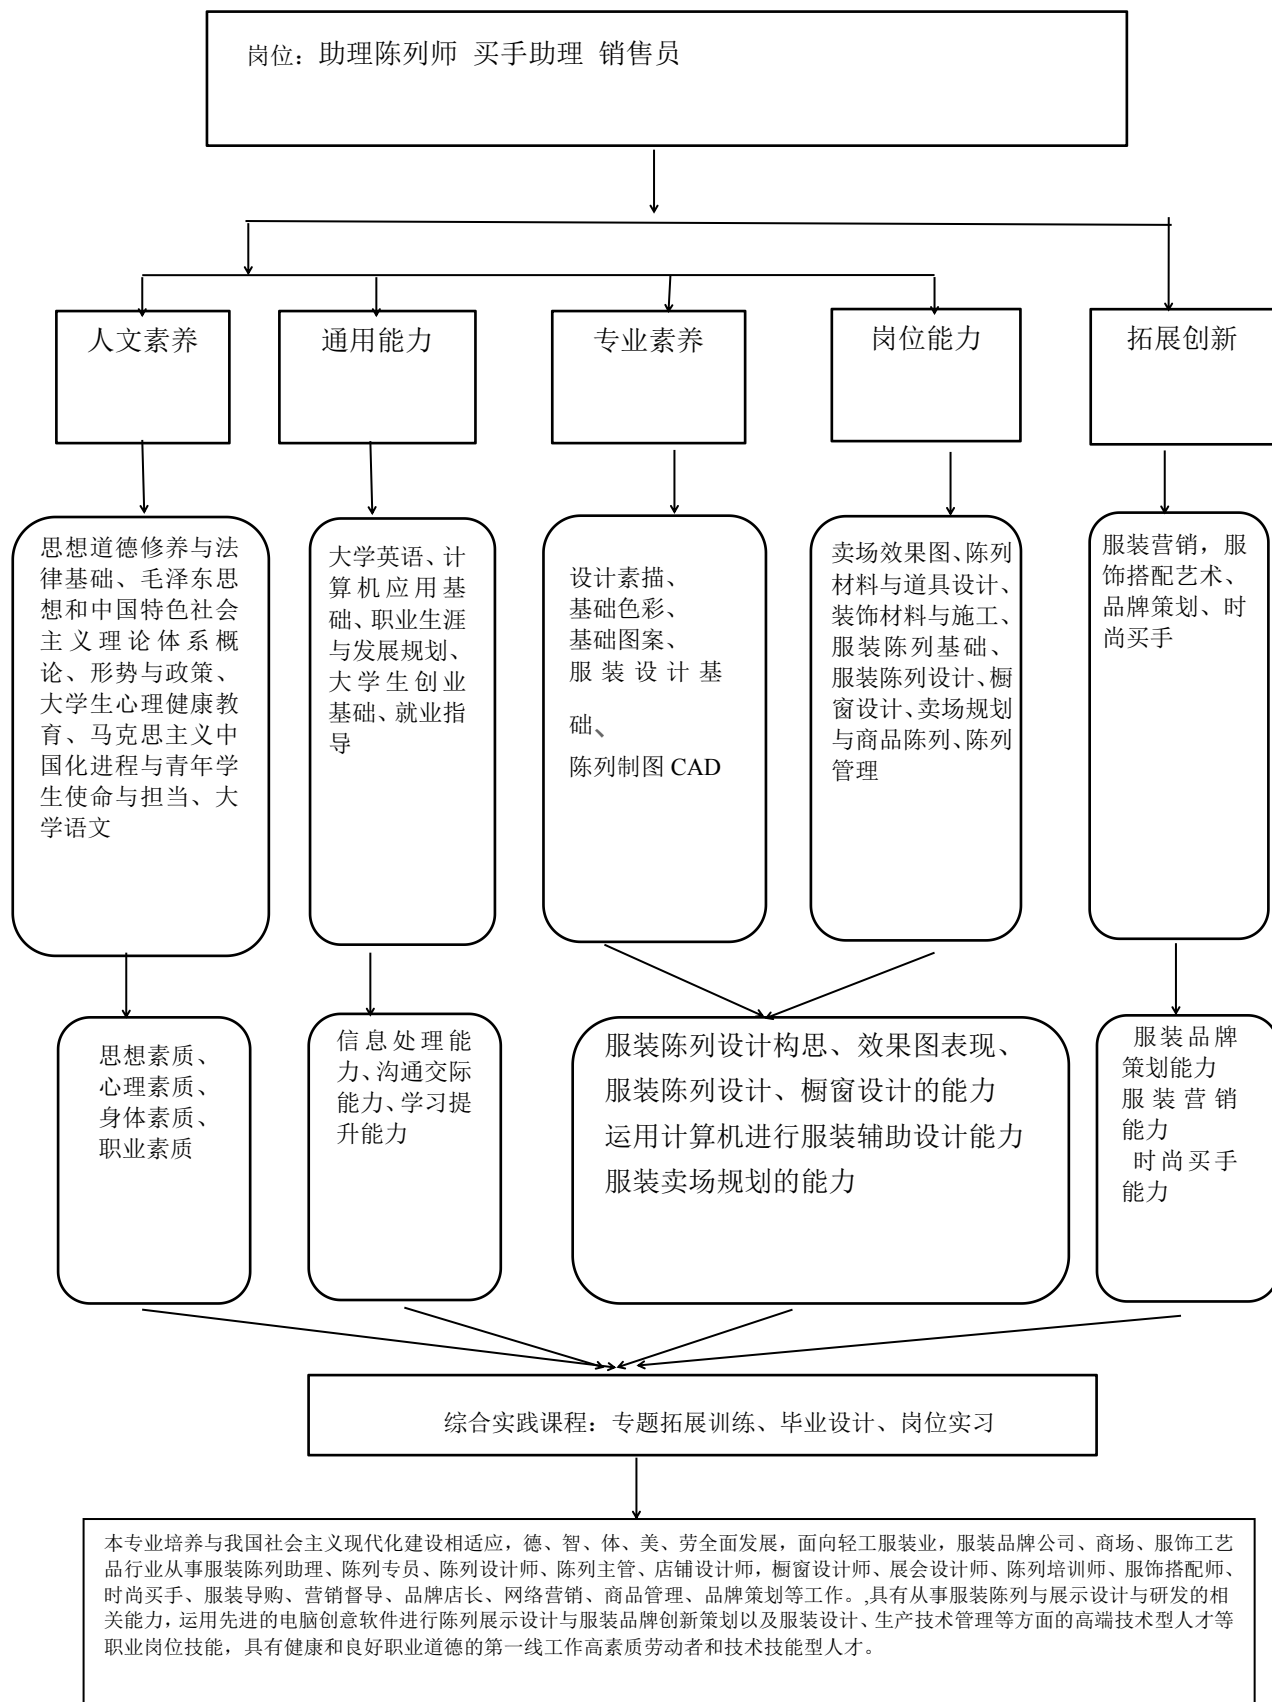 岗位：助理陈列师 买手助理 销售员
人文素养
通用能力
专业素养
岗位能力
拓展创新
思想道德修养与法
律基础、毛泽东思
想和中国特色社会
主义理论体系概
论、形势与政策、
大学生心理健康教
育、马克思主义中
国化进程与青年学
生使命与担当、大
学语文
大学英语、计
算机应用基
础、职业生涯
与发展规划、
大学生创业
基础、就业指
导
设计素描、
基础色彩、
基础图案、
服装设计基
础、
陈列制图 CAD
卖场效果图、陈列
材料与道具设计、
装饰材料与施工、
服装陈列基础、
服装陈列设计、橱
窗设计、卖场规划
与商品陈列、陈列
管理
服装营销，服
饰搭配艺术、
品牌策划、时
尚买手
思想素质、
心理素质、
身体素质、
职业素质
信息处理能
力、沟通交际
能力、学习提
升能力
服装陈列设计构思、效果图表现、
服装陈列设计、橱窗设计的能力
运用计算机进行服装辅助设计能力
服装卖场规划的能力
服装品牌
策划能力
服装营销
能力
时尚买手
能力
综合实践课程：专题拓展训练、毕业设计、岗位实习
本专业培养与我国社会主义现代化建设相适应，德、智、体、美、劳全面发展，面向轻工服装业，服装品牌公司、商场、服饰工艺
品行业从事服装陈列助理、陈列专员、陈列设计师、陈列主管、店铺设计师，橱窗设计师、展会设计师、陈列培训师、服饰搭配师、
时尚买手、服装导购、营销督导、品牌店长、网络营销、商品管理、品牌策划等工作。,具有从事服装陈列与展示设计与研发的相
关能力，运用先进的电脑创意软件进行陈列展示设计与服装品牌创新策划以及服装设计、生产技术管理等方面的高端技术型人才等
职业岗位技能，具有健康和良好职业道德的第一线工作高素质劳动者和技术技能型人才。